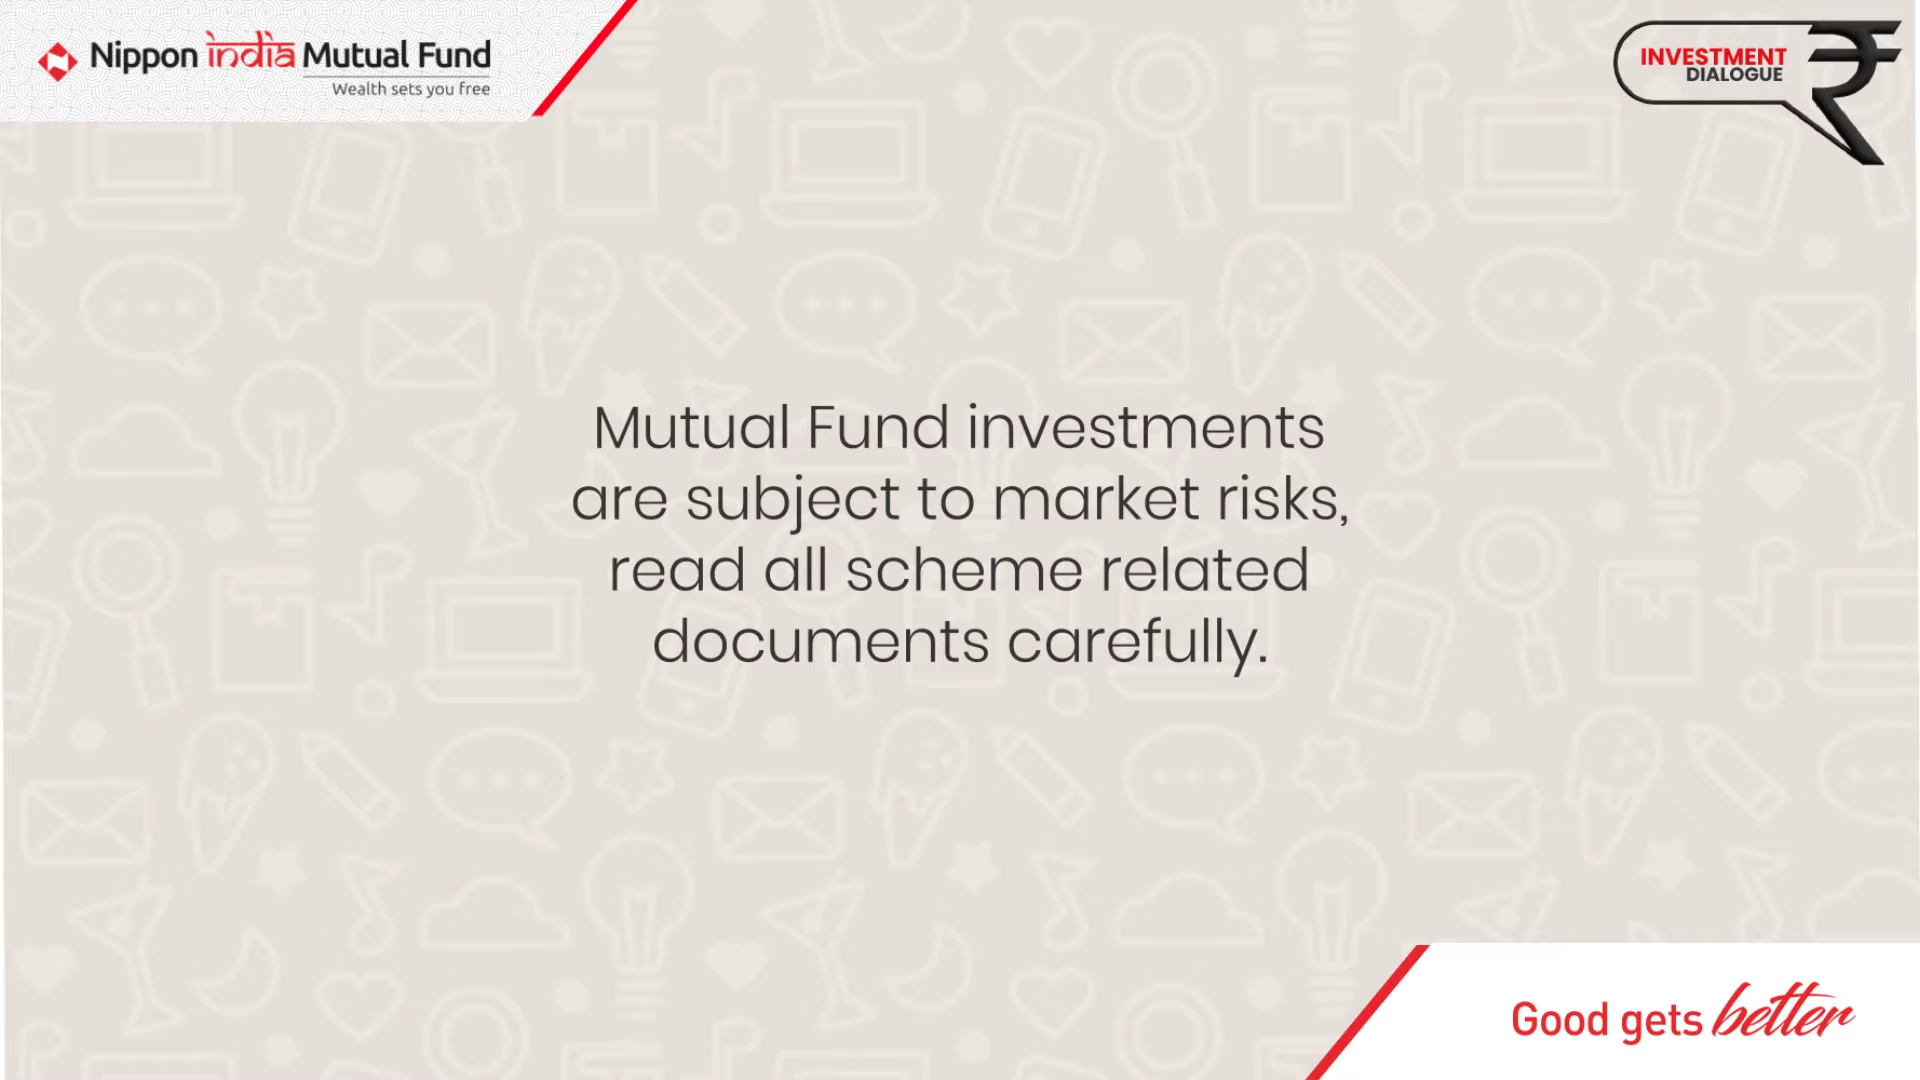 Nippon india Mutual Fund
Wealth sets you free
INVESTMENT
DIALOGUE
Mutual Fund investments
are subject to market risks,
read all scheme related
documents carefully.
Good gets better